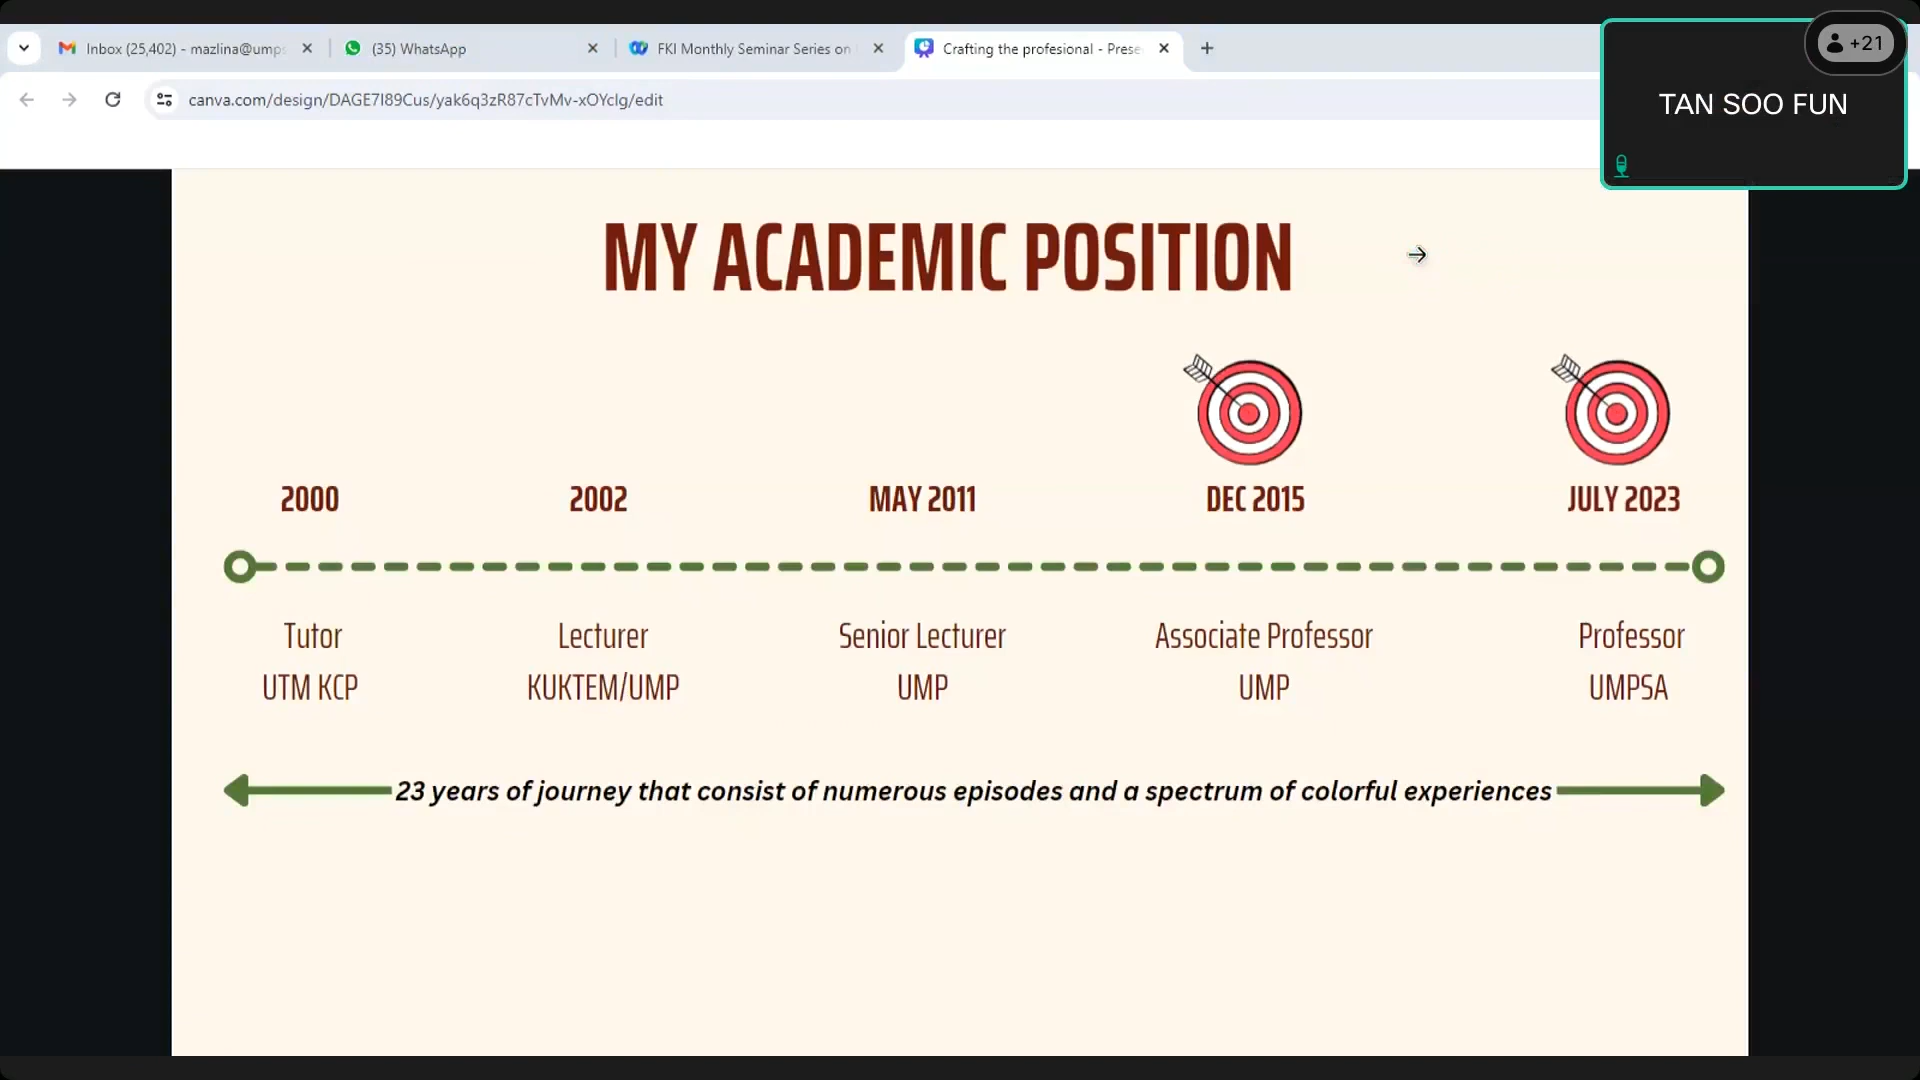 Inbox (25,402) - mazlina@ump
(35) WhatsApp
FKI Monthly Seminar Series on
Crafting the profesional - Prese
+21
canva.com/design/DAGE7I89Cus/yak6q3zR87cTvMv-xOYcIg/edit
TAN SOO FUN
MY ACADEMIC POSITION
2000 2002 MAY 2011 DEC 2015 JULY 2023
Tutor Lecturer Senior Lecturer Associate Professor Professor
UTM KCP KUKTEM/UMP UMP UMP UMPSA
23 years of journey that consist of numerous episodes and a spectrum of colorful experiences